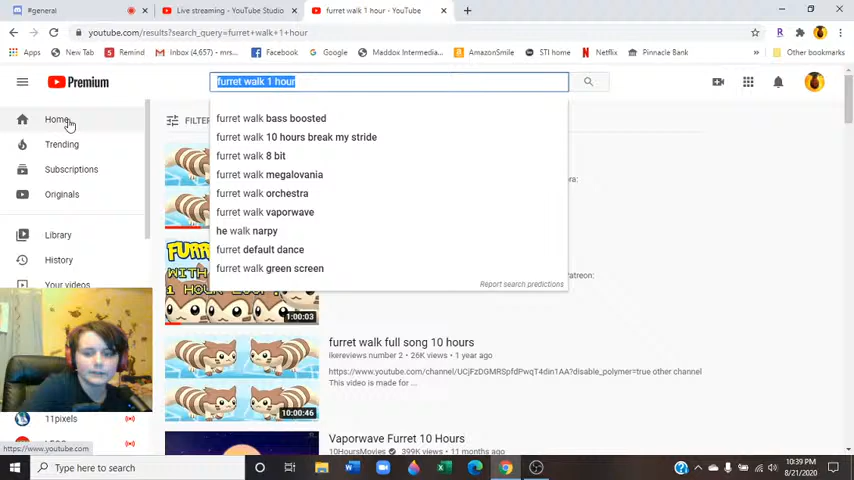 #general
Live streaming - YouTube Studio
furret walk 1 hour - YouTube
youtube.com/results?search_query=furret+walk+1+hour
Apps
New Tab
Remind
Inbox (4,657) - mrs...
Facebook
Google
Maddox Intermedia...
AmazonSmile
STI home
Netflix
Pinnacle Bank
Other bookmarks
Premium
furret walk 1 hour
Home
Trending
Subscriptions
Originals
Library
History
Your videos
11pixels
FILTER
furret walk bass boosted
furret walk 10 hours break my stride
furret walk 8 bit
furret walk megalovania
furret walk orchestra
furret walk vaporwave
he walk narpy
furret default dance
furret walk green screen
Report search predictions
ora:
Patreon:
1:00:03
furret walk full song 10 hours
ikereviews.number 2 • 26K views • 1 year ago
https://www.youtube.com/channel/UCjFzDGMRSpfdPwqT4din1AA?disable_polymer=true other channel
This video is made for ...
10:00:46
Vaporwave Furret 10 Hours
10HoursMovies 399K views • 11 months ago
https://www.youtube.com
Type here to search
10:39 PM
8/21/2020